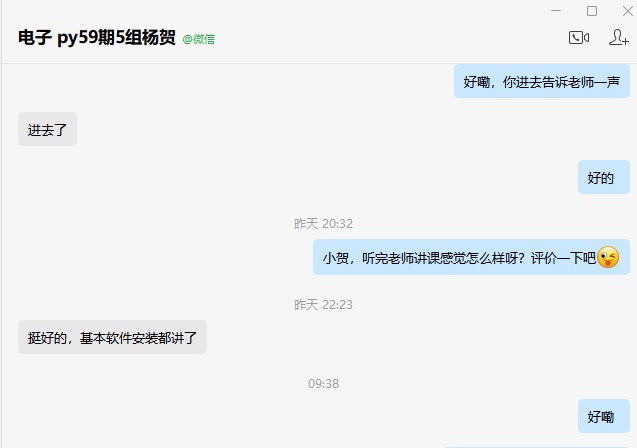 电子 py59期5组杨贺 @微信
好嘞，你进去告诉老师一声
进去了
好的
昨天 20:32
小贺，听完老师讲课感觉怎么样呀？评价一下吧😜
昨天 22:23
挺好的，基本软件安装都讲了
09:38
好嘞